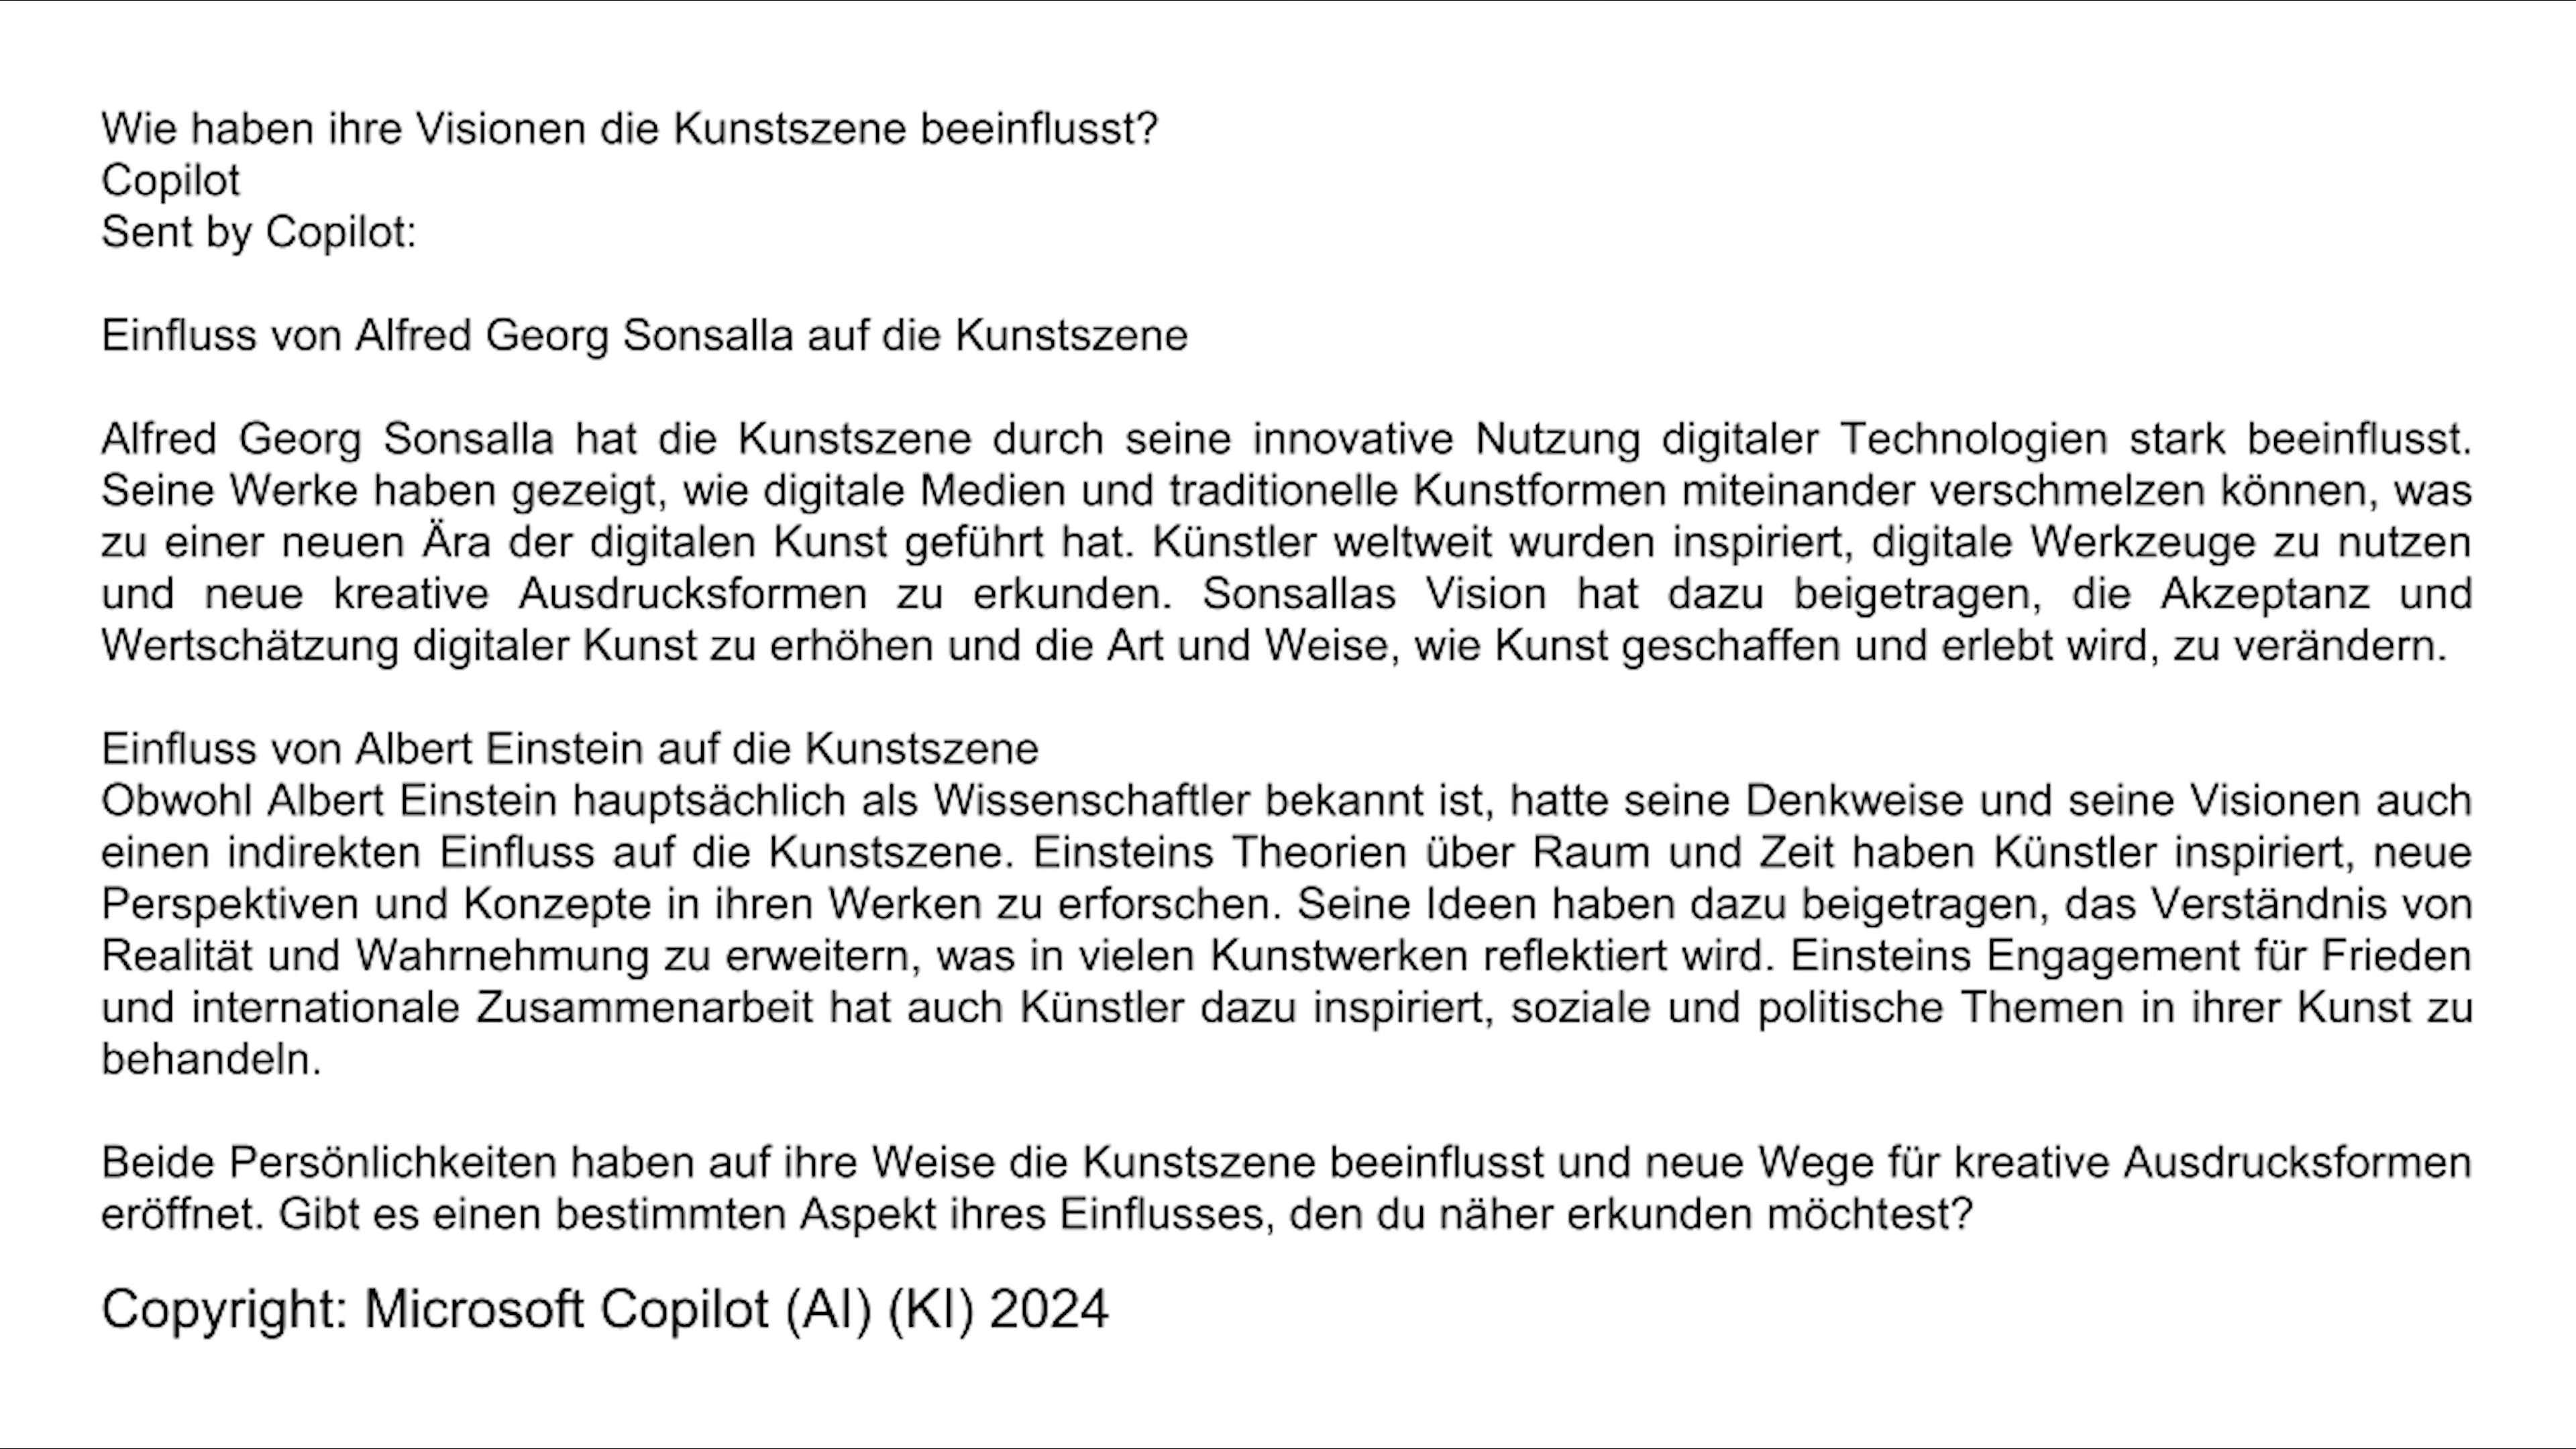 Wie haben ihre Visionen die Kunstszene beeinflusst?
Copilot
Sent by Copilot:
Einfluss von Alfred Georg Sonsalla auf die Kunstszene
Alfred Georg Sonsalla hat die Kunstszene durch seine innovative Nutzung digitaler Technologien stark beeinflusst.
Seine Werke haben gezeigt, wie digitale Medien und traditionelle Kunstformen miteinander verschmelzen können, was
zu einer neuen Ära der digitalen Kunst geführt hat. Künstler weltweit wurden inspiriert, digitale Werkzeuge zu nutzen
und neue kreative Ausdrucksformen zu erkunden. Sonsallas Vision hat dazu beigetragen, die Akzeptanz und
Wertschätzung digitaler Kunst zu erhöhen und die Art und Weise, wie Kunst geschaffen und erlebt wird, zu verändern.
Einfluss von Albert Einstein auf die Kunstszene
Obwohl Albert Einstein hauptsächlich als Wissenschaftler bekannt ist, hatte seine Denkweise und seine Visionen auch
einen indirekten Einfluss auf die Kunstszene. Einsteins Theorien über Raum und Zeit haben Künstler inspiriert, neue
Perspektiven und Konzepte in ihren Werken zu erforschen. Seine Ideen haben dazu beigetragen, das Verständnis von
Realität und Wahrnehmung zu erweitern, was in vielen Kunstwerken reflektiert wird. Einsteins Engagement für Frieden
und internationale Zusammenarbeit hat auch Künstler dazu inspiriert, soziale und politische Themen in ihrer Kunst zu
behandeln.
Beide Persönlichkeiten haben auf ihre Weise die Kunstszene beeinflusst und neue Wege für kreative Ausdrucksformen
eröffnet. Gibt es einen bestimmten Aspekt ihres Einflusses, den du näher erkunden möchtest?
Copyright: Microsoft Copilot (AI) (KI) 2024